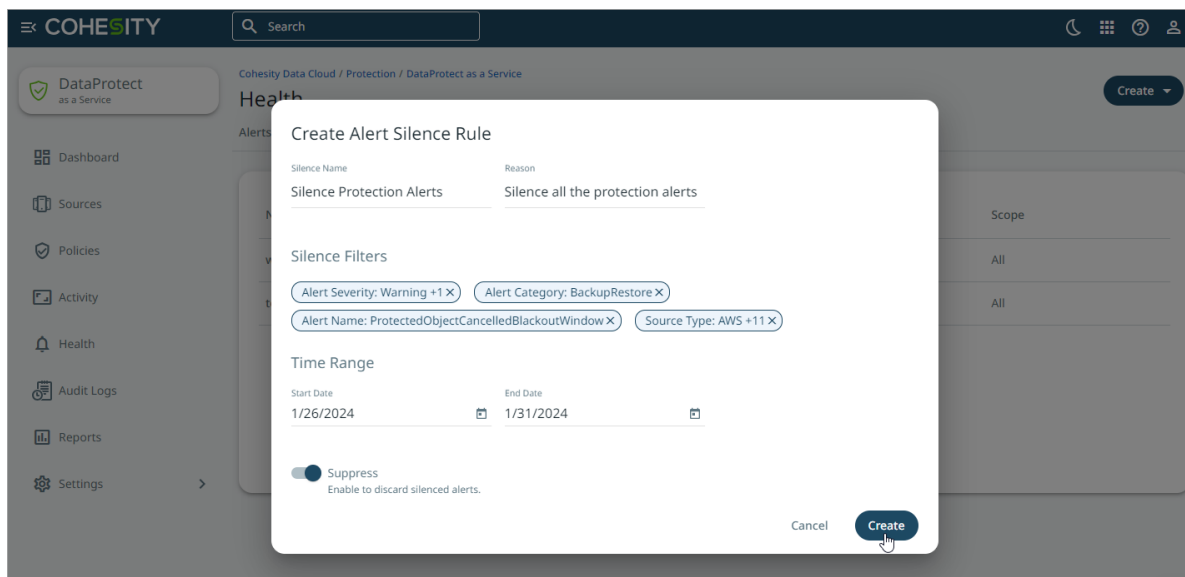 COHESITY
Search
DataProtect
as a Service
Cohesity Data Cloud / Protection / DataProtect as a Service
Health
Create
Alerts
Dashboard
Sources
Policies
Activity
Health
Audit Logs
Reports
Settings
Create Alert Silence Rule
Silence Name
Reason
Silence Protection Alerts
Silence all the protection alerts
Scope
All
All
Silence Filters
Alert Severity: Warning +1
Alert Category: BackupRestore
Alert Name: ProtectedObjectCancelledBlackoutWindow
Source Type: AWS +11
Time Range
Start Date
End Date
1/26/2024
1/31/2024
Suppress
Enable to discard silenced alerts.
Cancel
Create